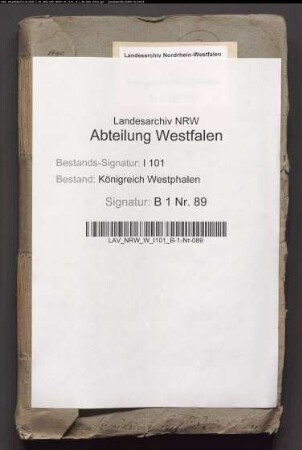 Landesarchiv Nordrhein-Westfalen
Landesarchiv NRW
Abteilung Westfalen
Bestands-Signatur: I 101
Bestand: Königreich Westphalen
Signatur: B 1 Nr. 89
LAV_NRW_W_I101_B-1-Nr-089